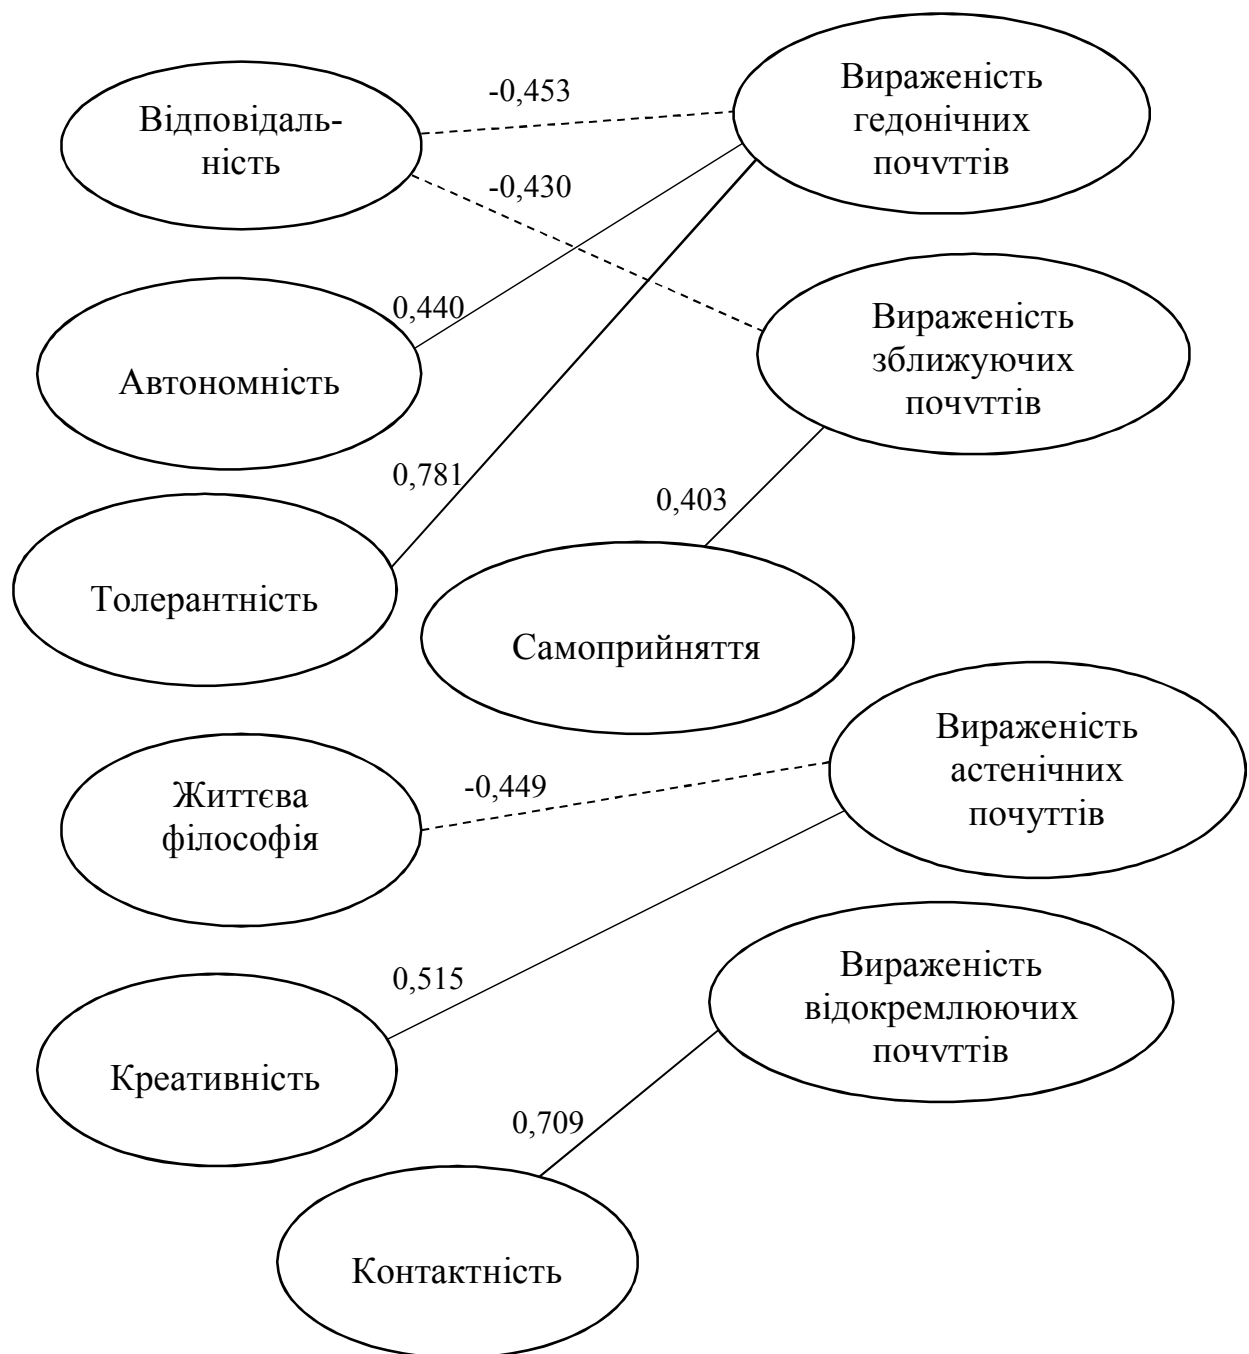 Відповідаль-
ність
-0,453
Вираженість
гедонічних
почуттів
-0,430
Автономність
0,440
Вираженість
зближуючих
почуттів
Толерантність
0,781
0,403
Самоприйняття
Життєва
філософія
-0,449
Вираженість
астенічних
почуттів
Креативність
0,515
Вираженість
відокремлюючих
почуттів
0,709
Контактність